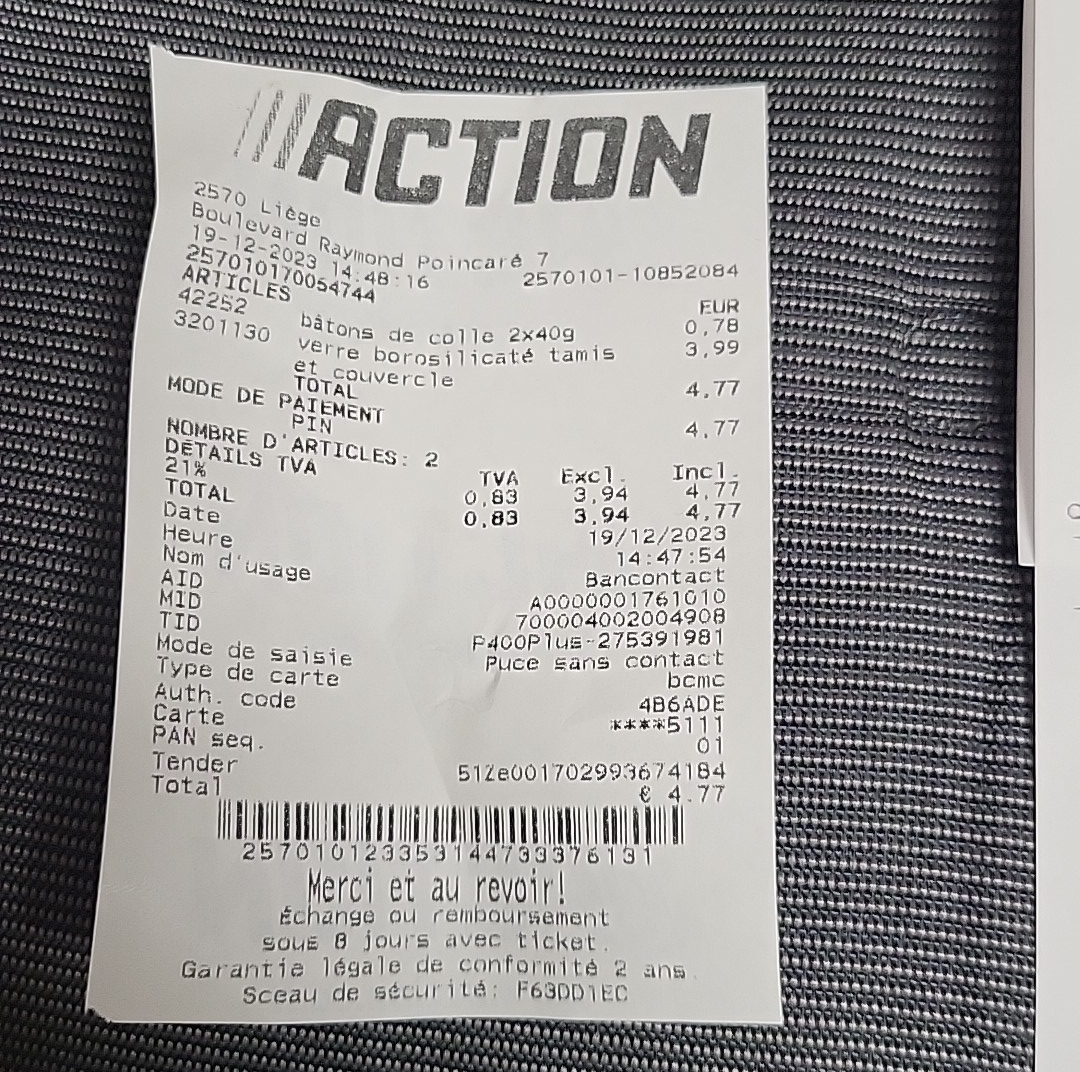 ACTION
2570 Liège
Boulevard Raymond Poincaré 7
19-12-2023 14:48:16 2570101-10852084
257010170054744
ARTICLES EUR
42252 bâtons de colle 2x40g 0,78
3201130 verre borosilicaté tamis 3,99
et couvercle
TOTAL 4,77
MODE DE PAIEMENT
PIN 4,77
NOMBRE D'ARTICLES: 2
DÉTAILS TVA TVA Excl. Incl.
21% 0,83 3,94 4,77
TOTAL 0,83 3,94 4,77
Date 19/12/2023
Heure 14:47:54
Nom d'usage Bancontact
AID A0000001761010
MID 700004002004908
TID P400Plus-275391981
Mode de saisie Puce sans contact
Type de carte bcmc
Auth. code 4B6ADE
Carte ****5111
PAN seq. 01
Tender 512e001702993674184
Total € 4.77
257010123353144733376131
Merci et au revoir!
Échange ou remboursement
sous 8 jours avec ticket.
Garantie légale de conformité 2 ans.
Sceau de sécurité: F63DD1EC